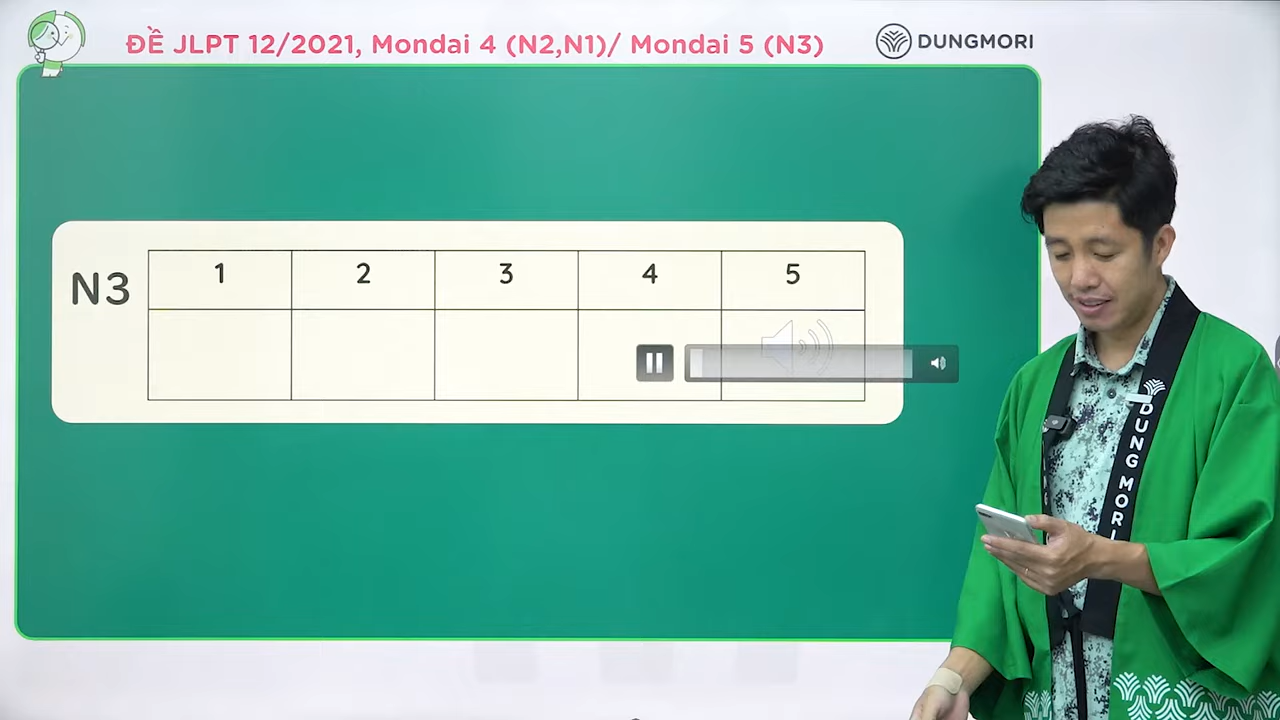 ĐỀ JLPT 12/2021, Mondai 4 (N2,N1)/ Mondai 5 (N3)
DUNGMORI
N3
1 2 3 4 5
DUNG MORI